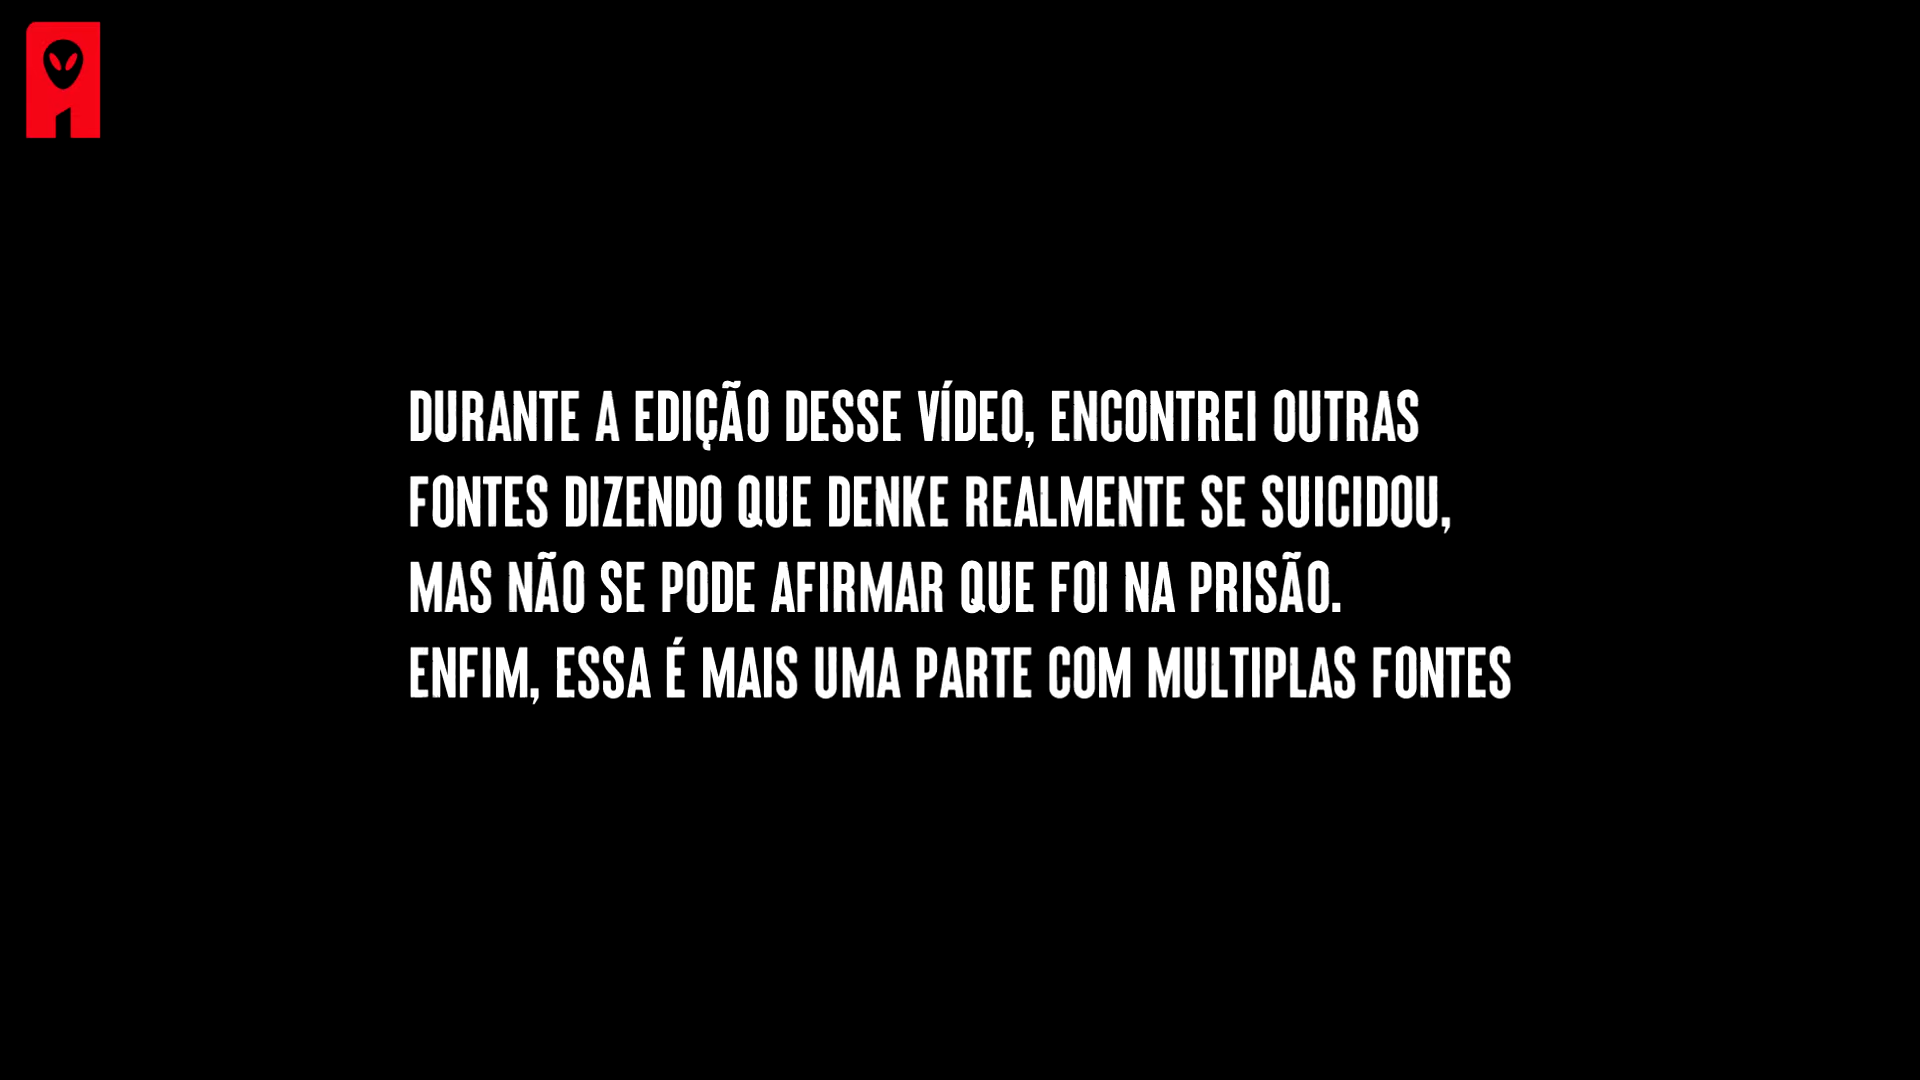 DURANTE A EDIÇÃO DESSE VÍDEO, ENCONTREI OUTRAS
FONTES DIZENDO QUE DENKE REALMENTE SE SUICIDOU,
MAS NÃO SE PODE AFIRMAR QUE FOI NA PRISÃO.
ENFIM, ESSA É MAIS UMA PARTE COM MULTIPLAS FONTES